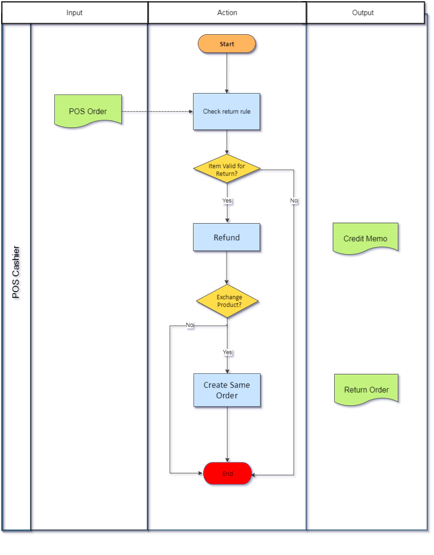 Input
Action
Output
POS Cashier
Start
POS Order
Check return rule
Item Valid for
Return?
Yes
No
Refund
Credit Memo
Exchange
Product?
No
Yes
Create Same
Order
Return Order
End